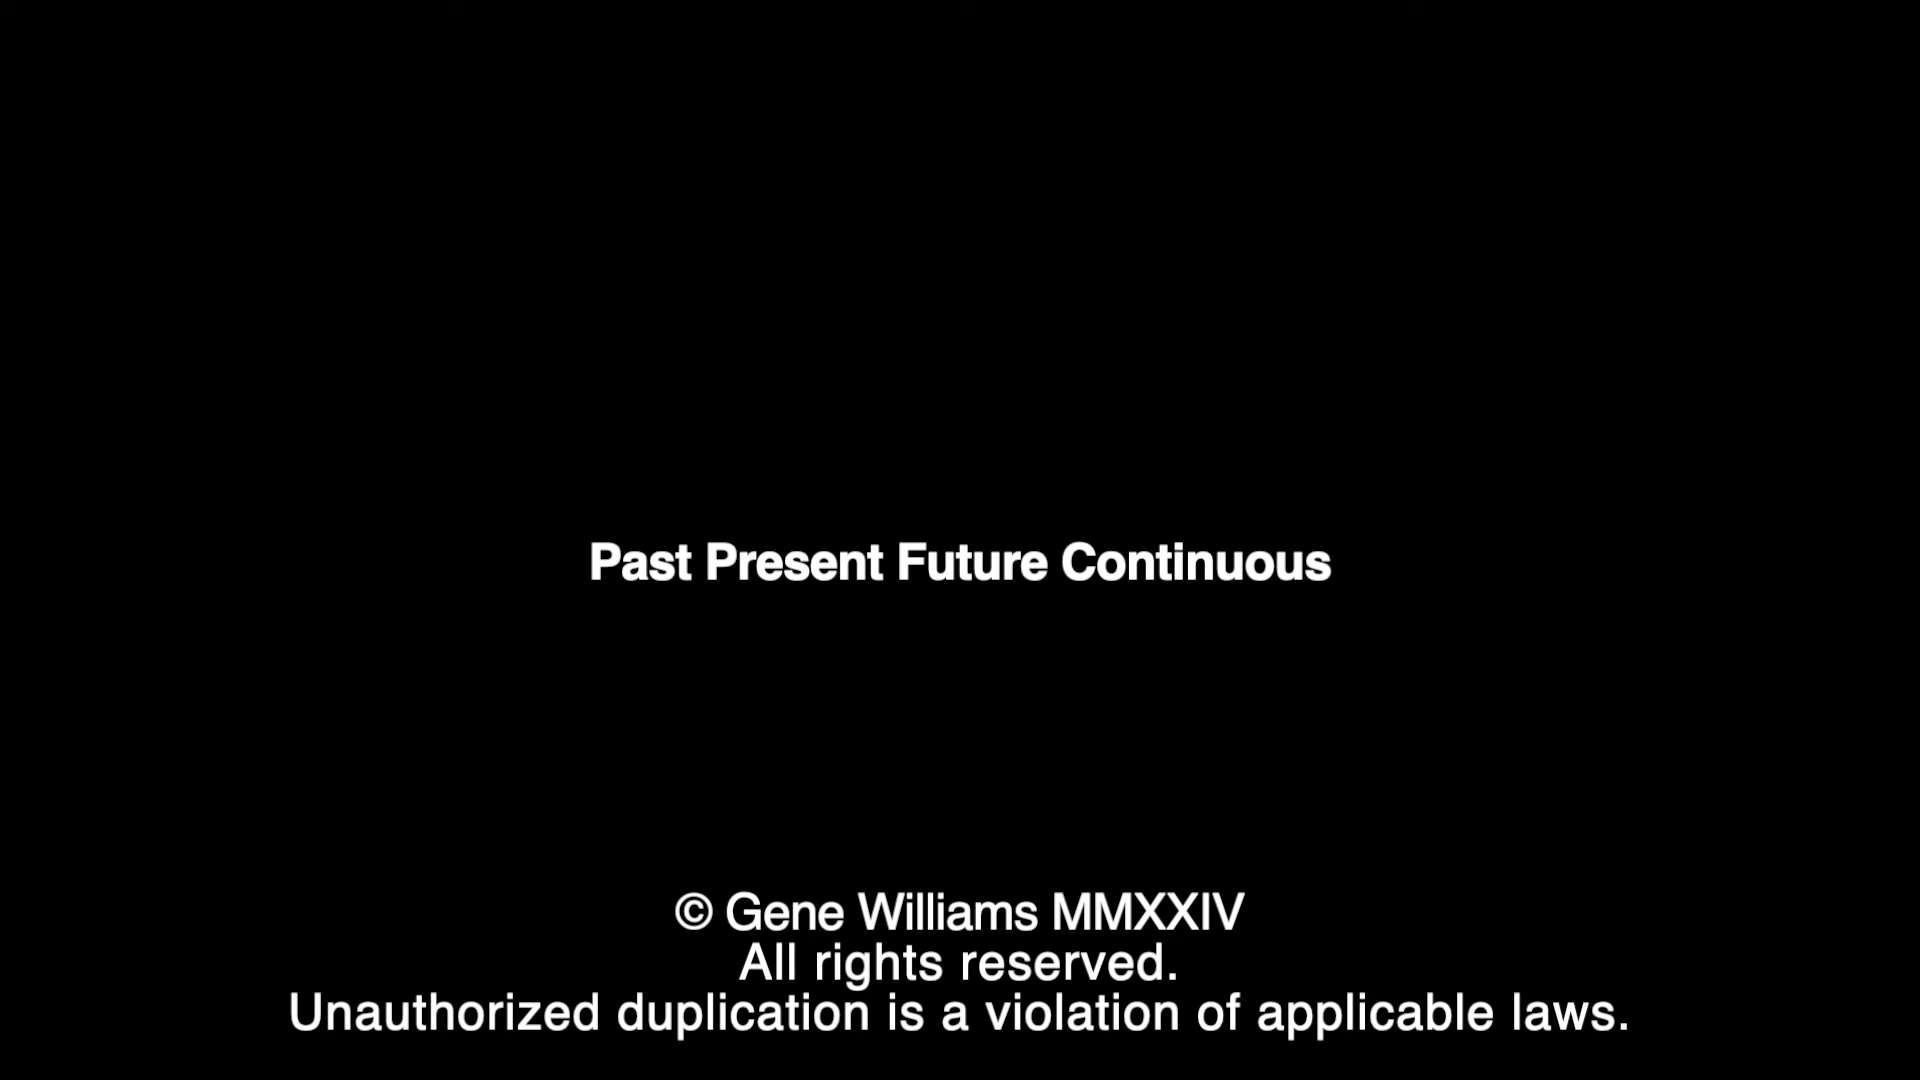 Past Present Future Continuous
© Gene Williams MMXXIV
All rights reserved.
Unauthorized duplication is a violation of applicable laws.